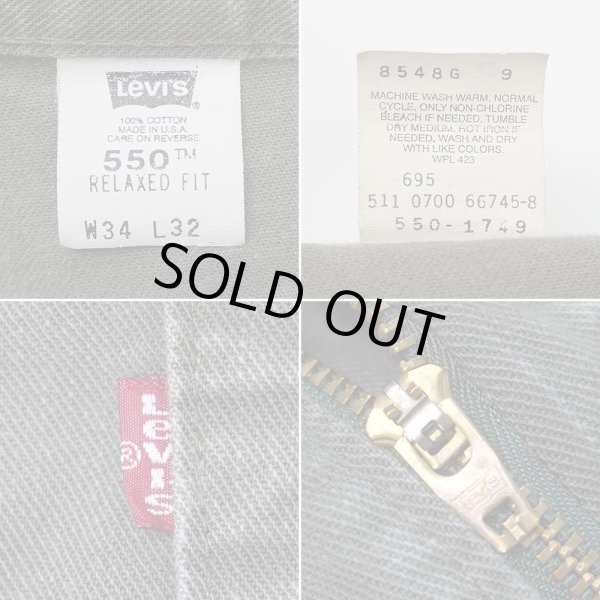 LEVI'S ®
100% COTTON
MADE IN U.S.A.
CARE ON REVERSE
550™
RELAXED FIT
W34 L32
8548G 9
MACHINE WASH WARM, NORMAL
CYCLE, ONLY NON-CHLORINE
BLEACH IF NEEDED, TUMBLE
DRY MEDIUM, HOT IRON IF
NEEDED, WASH AND DRY
WITH LIKE COLORS.
WPL 423
695
511 0700 66745-8
550-1749
SOLD OUT
LEVI'S ®
LEVI'S